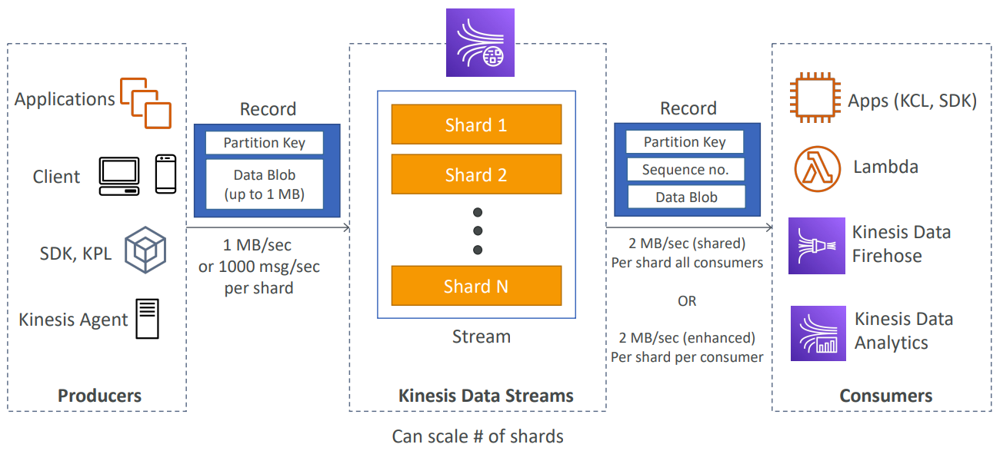 Applications
Client
SDK, KPL
Kinesis Agent
Producers
Record
Partition Key
Data Blob
(up to 1 MB)
1 MB/sec
or 1000 msg/sec
per shard
Shard 1
Shard 2
Shard N
Stream
Kinesis Data Streams
Can scale # of shards
Record
Partition Key
Sequence no.
Data Blob
2 MB/sec (shared)
Per shard all consumers
OR
2 MB/sec (enhanced)
Per shard per consumer
Apps (KCL, SDK)
Lambda
Kinesis Data
Firehose
Kinesis Data
Analytics
Consumers